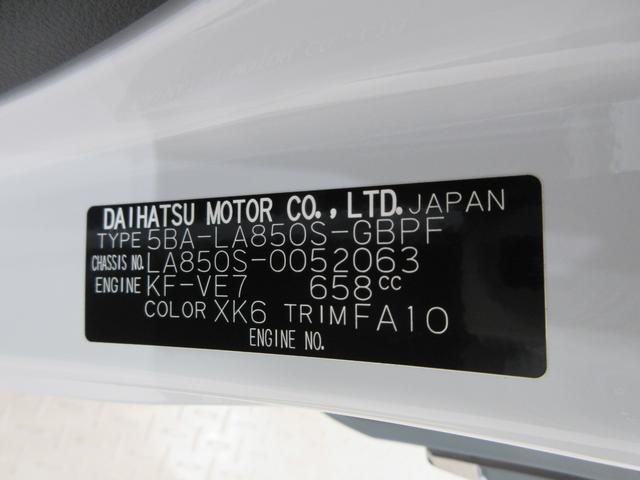 DAIHATSU MOTOR CO.,LTD. JAPAN
TYPE 5BA-LA850S-GBPF
CHASSIS NO. LA850S-0052063
ENGINE KF-VE7 658cc
COLOR XK6 TRIM FA10
ENGINE NO.